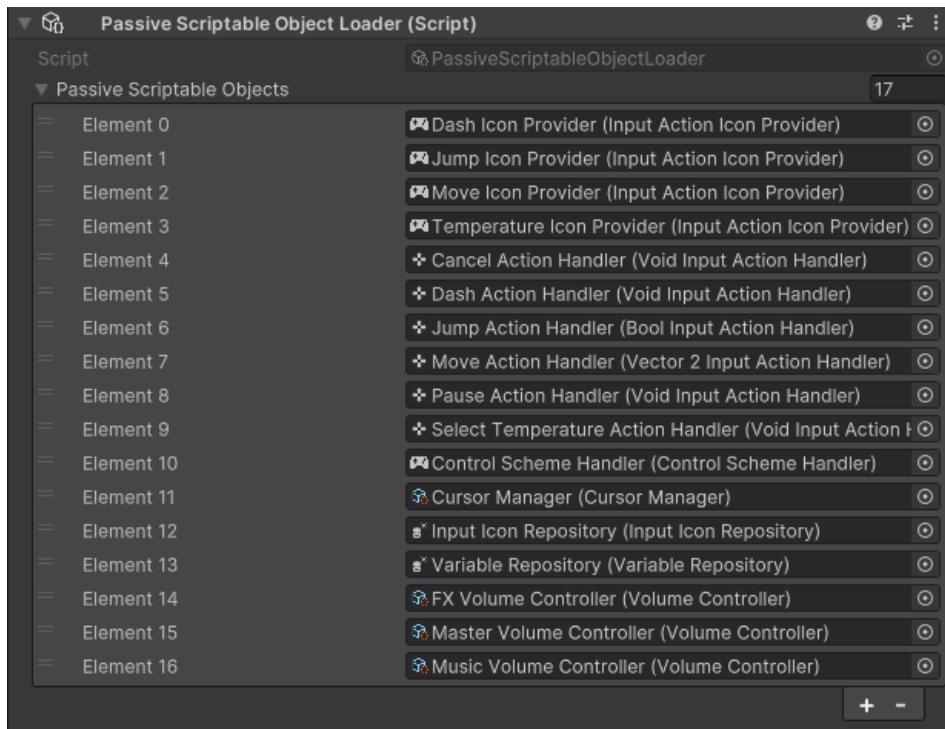 Passive Scriptable Object Loader (Script)
Script PassiveScriptableObjectLoader
Passive Scriptable Objects 17
Element 0 Dash Icon Provider (Input Action Icon Provider)
Element 1 Jump Icon Provider (Input Action Icon Provider)
Element 2 Move Icon Provider (Input Action Icon Provider)
Element 3 Temperature Icon Provider (Input Action Icon Provider)
Element 4 Cancel Action Handler (Void Input Action Handler)
Element 5 Dash Action Handler (Void Input Action Handler)
Element 6 Jump Action Handler (Bool Input Action Handler)
Element 7 Move Action Handler (Vector 2 Input Action Handler)
Element 8 Pause Action Handler (Void Input Action Handler)
Element 9 Select Temperature Action Handler (Void Input Action
Element 10 Control Scheme Handler (Control Scheme Handler)
Element 11 Cursor Manager (Cursor Manager)
Element 12 Input Icon Repository (Input Icon Repository)
Element 13 Variable Repository (Variable Repository)
Element 14 FX Volume Controller (Volume Controller)
Element 15 Master Volume Controller (Volume Controller)
Element 16 Music Volume Controller (Volume Controller)
+ -